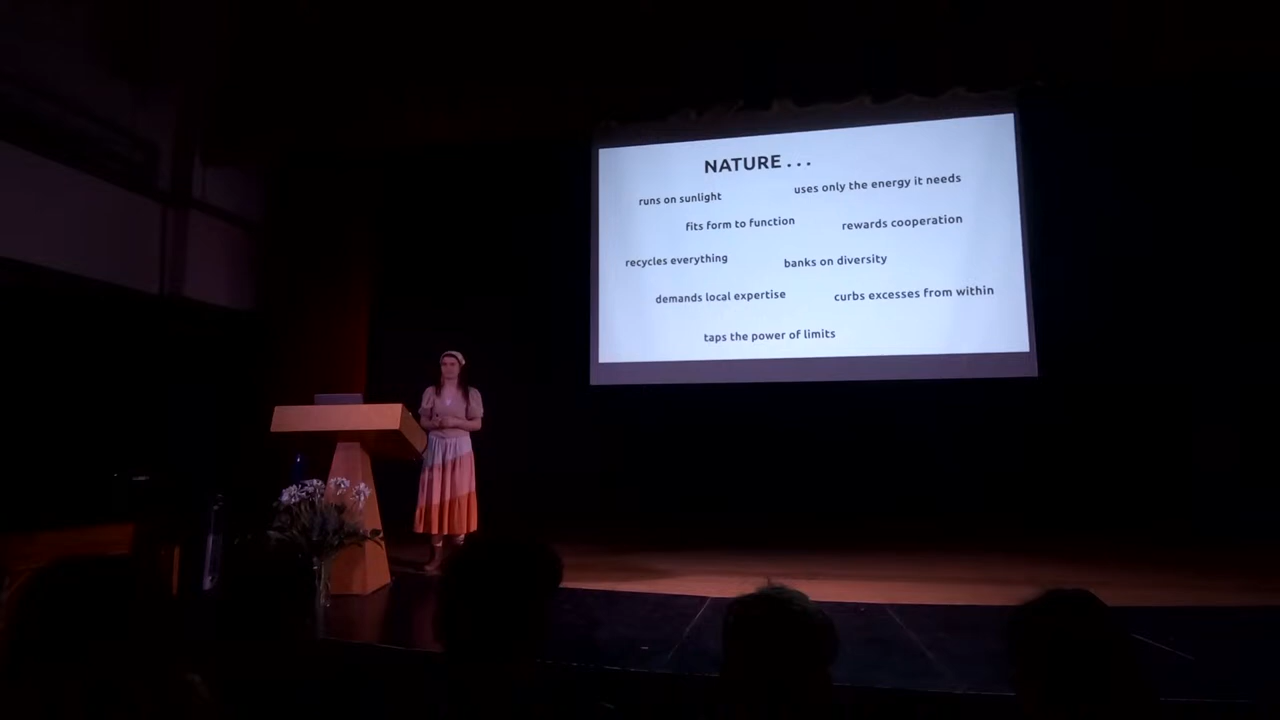 NATURE . . .
runs on sunlight
uses only the energy it needs
fits form to function
rewards cooperation
recycles everything
banks on diversity
demands local expertise
curbs excesses from within
taps the power of limits